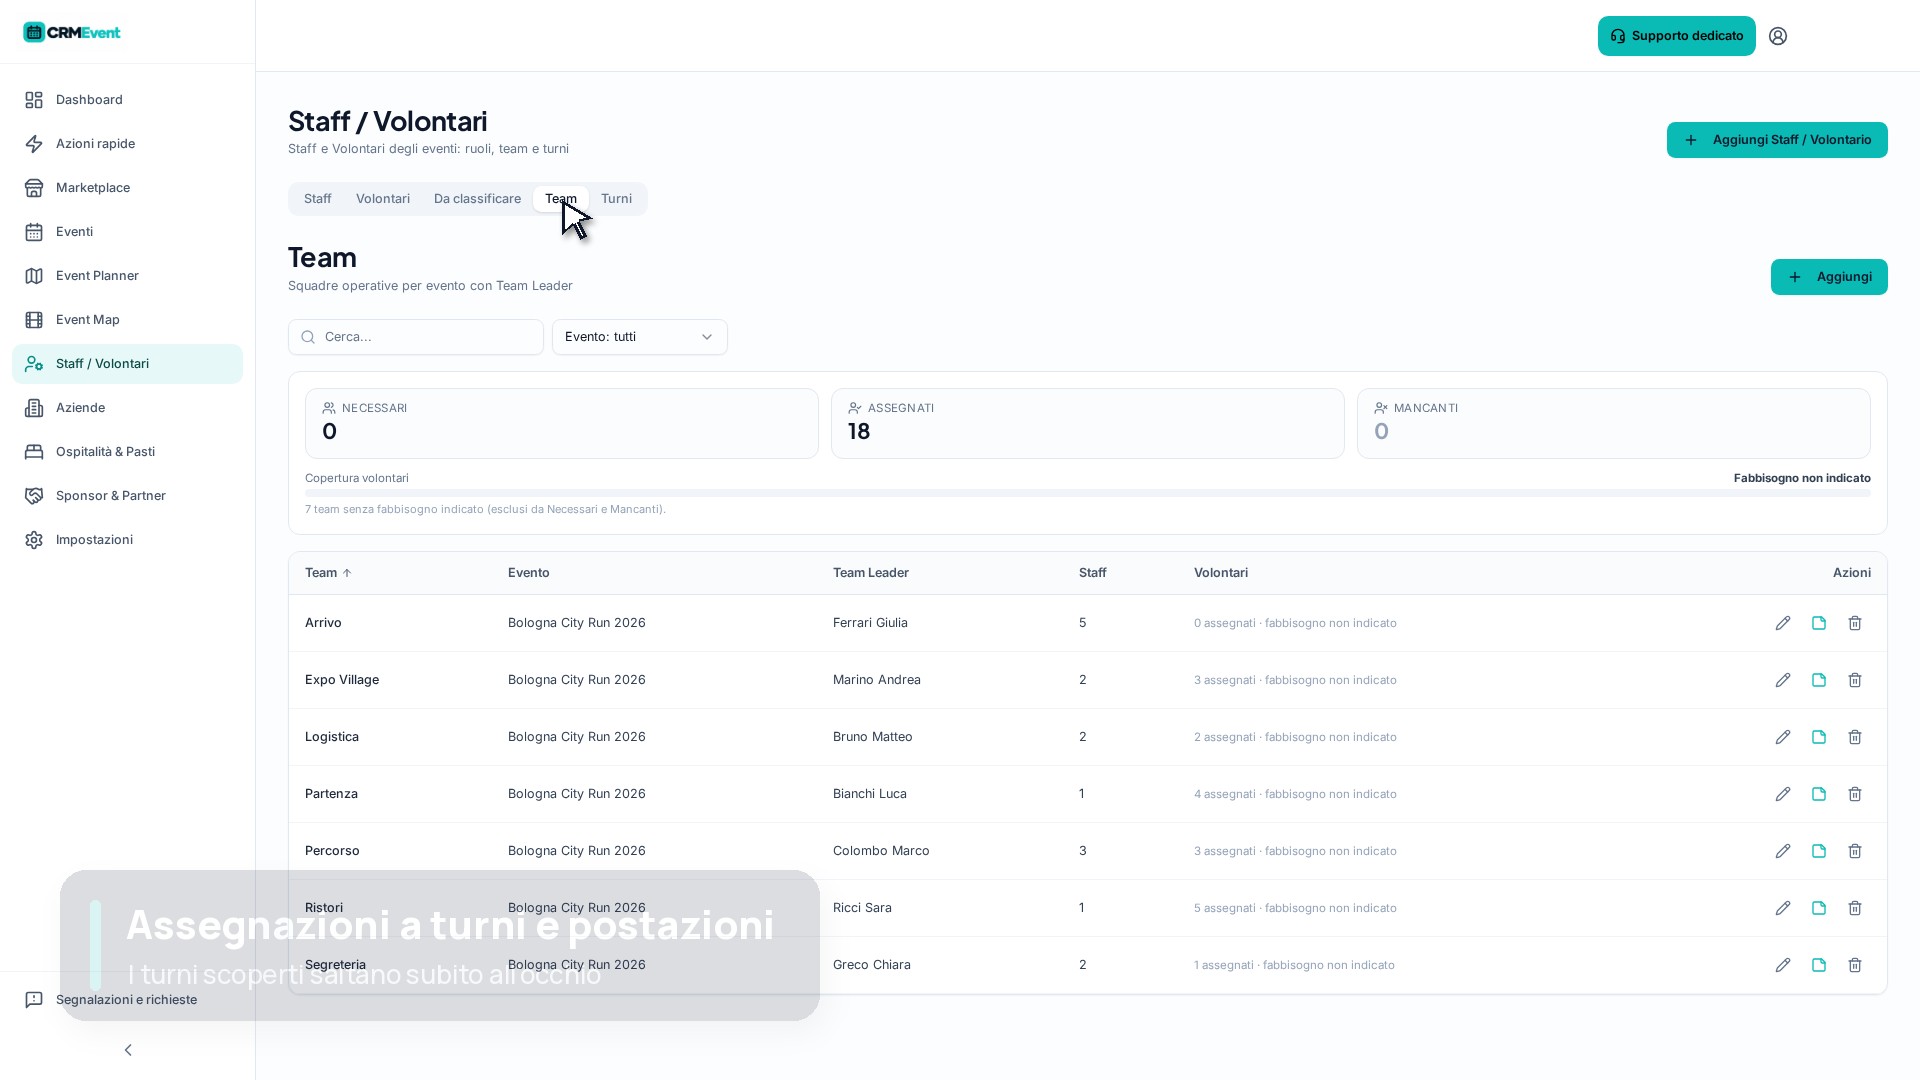 CRMEvent
Supporto dedicato
Dashboard
Azioni rapide
Marketplace
Eventi
Event Planner
Event Map
Staff / Volontari
Aziende
Ospitalità & Pasti
Sponsor & Partner
Impostazioni
Segnalazioni e richieste
Staff / Volontari
Staff e Volontari degli eventi: ruoli, team e turni
Aggiungi Staff / Volontario
Staff Volontari Da classificare Team Turni
Team
Squadre operative per evento con Team Leader
Aggiungi
Cerca...
Evento: tutti
NECESSARI
0
ASSEGNATI
18
MANCANTI
0
Copertura volontari
Fabbisogno non indicato
7 team senza fabbisogno indicato (esclusi da Necessari e Mancanti).
Team Evento Team Leader Staff Volontari Azioni
Arrivo Bologna City Run 2026 Ferrari Giulia 5 0 assegnati · fabbisogno non indicato
Expo Village Bologna City Run 2026 Marino Andrea 2 3 assegnati · fabbisogno non indicato
Logistica Bologna City Run 2026 Bruno Matteo 2 2 assegnati · fabbisogno non indicato
Partenza Bologna City Run 2026 Bianchi Luca 1 4 assegnati · fabbisogno non indicato
Percorso Bologna City Run 2026 Colombo Marco 3 3 assegnati · fabbisogno non indicato
Ristori Bologna City Run 2026 Ricci Sara 1 5 assegnati · fabbisogno non indicato
Segreteria Bologna City Run 2026 Greco Chiara 2 1 assegnati · fabbisogno non indicato
Assegnazioni a turni e postazioni
I turni scoperti saltano subito all'occhio